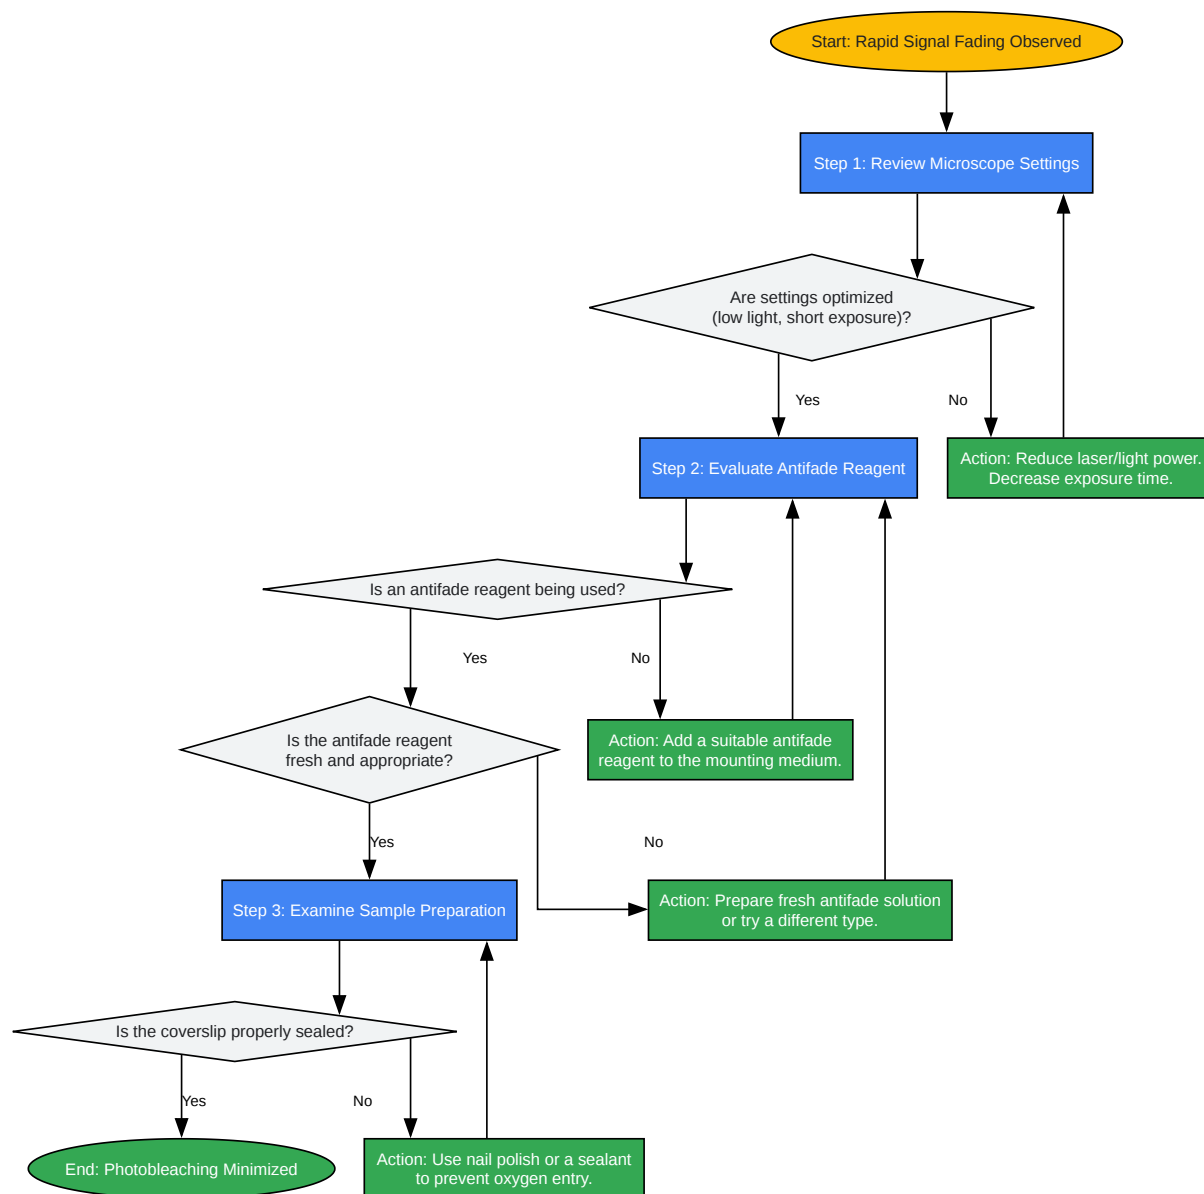 Start: Rapid Signal Fading Observed
Step 1: Review Microscope Settings
Are settings optimized
(low light, short exposure)?
Yes
No
Step 2: Evaluate Antifade Reagent
Action: Reduce laser/light power.
Decrease exposure time.
Is an antifade reagent being used?
Yes
No
Is the antifade reagent
fresh and appropriate?
Action: Add a suitable antifade
reagent to the mounting medium.
Yes
No
Step 3: Examine Sample Preparation
Action: Prepare fresh antifade solution
or try a different type.
Is the coverslip properly sealed?
Yes
No
End: Photobleaching Minimized
Action: Use nail polish or a sealant
to prevent oxygen entry.